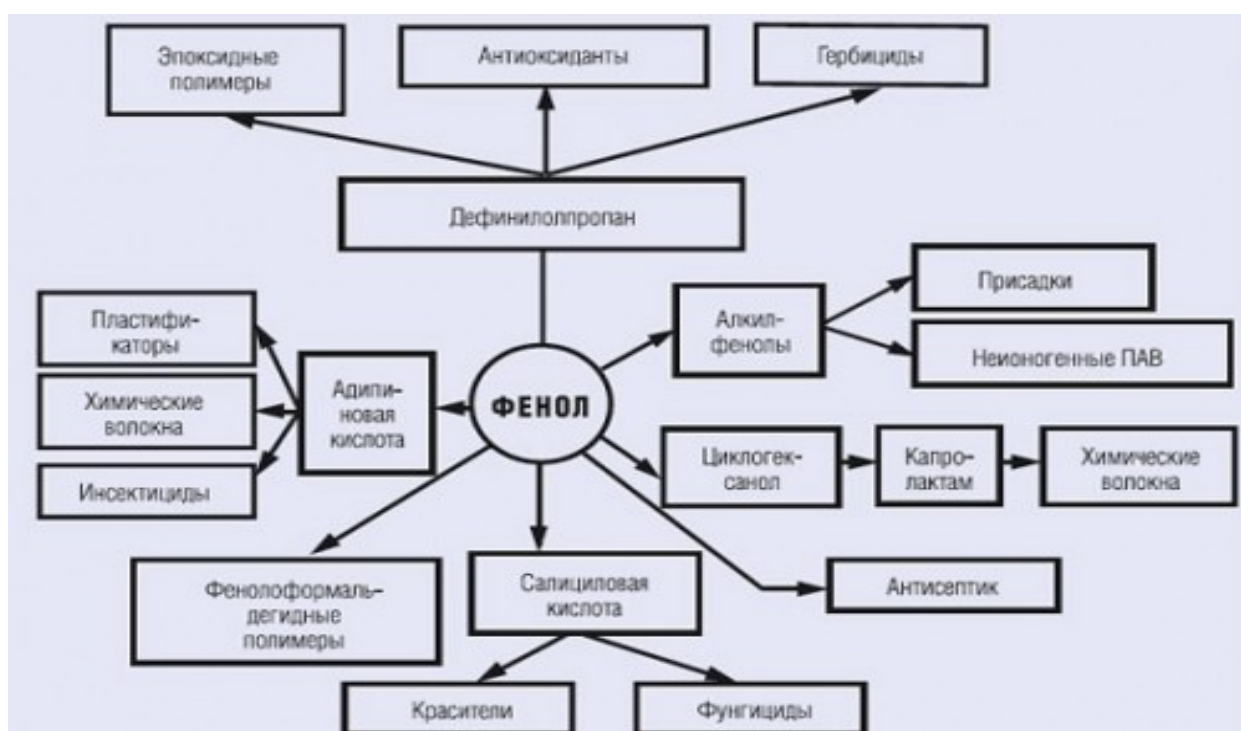 Эпоксидные
полимеры
Антиоксиданты
Гербициды
Дефинилоппропан
Пластифи-
каторы
Химические
волокна
Инсектициды
Адипи-
новая
кислота
ФЕНОЛ
Алкил-
фенолы
Присадки
Неионогенные ПАВ
Циклогек-
санол
Капро-
лактам
Химические
волокна
Антисептик
Фенолоформаль-
дегидные
полимеры
Салициловая
кислота
Красители
Фунгициды